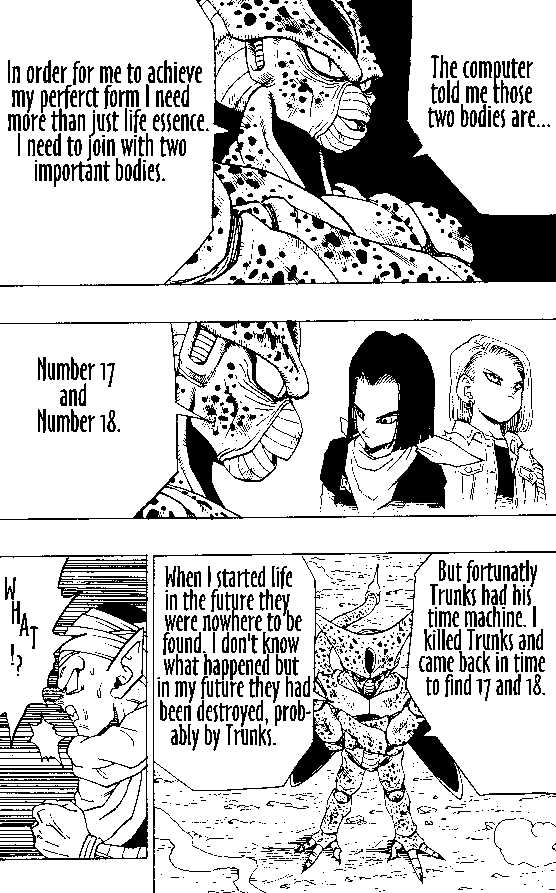 In order for me to achieve
my perferct form I need
more than just life essence.
I need to join with two
important bodies.
The computer
told me those
two bodies are...
Number 17
and
Number 18.
WHAT !?
When I started life
in the future they
were nowhere to be
found. I don't know
what happened but
in my future they had
been destroyed, prob-
ably by Trunks.
But fortunatly
Trunks had his
time machine. I
killed Trunks and
came back in time
to find 17 and 18.